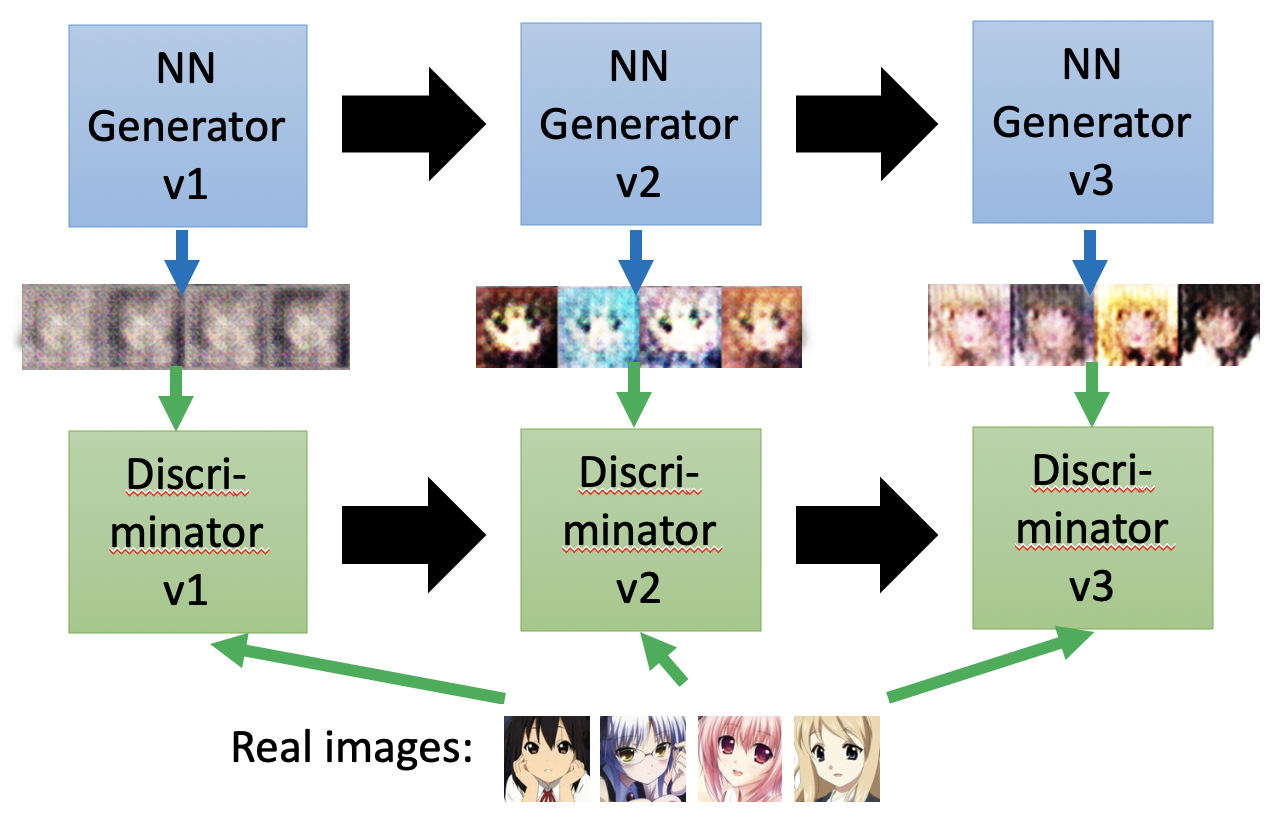 NN
Generator
v1
NN
Generator
v2
NN
Generator
v3
Discri-
minator
v1
Discri-
minator
v2
Discri-
minator
v3
Real images: